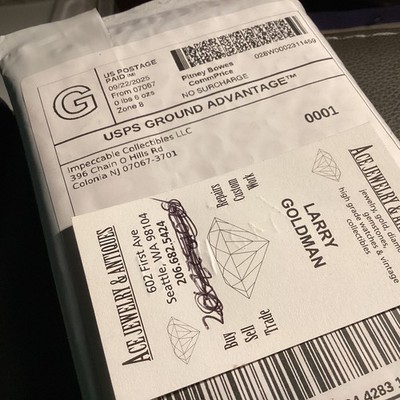 G
US POSTAGE
PAID IMI
09/22/2025
From 07067
0 lbs 6 ozs
Zone 8
Pitney Bowes
CommPrice
NO SURCHARGE
028W0002311459
USPS GROUND ADVANTAGE™
Impeccable Collectibles LLC
396 Chain O Hills Rd
Colonia NJ 07067-3701
0001
ACE JEWELRY & ANTIQUES
602 First Ave
Seattle, WA 98104
206.682.5424
Buy
Sell
Trade
Repairs
Custom
Work
LARRY
GOLDMAN
ACE JEWELRY & ANTIQUES
jewelry, gold,
gemstones,
high grade watches & vintage
collectibles
4283